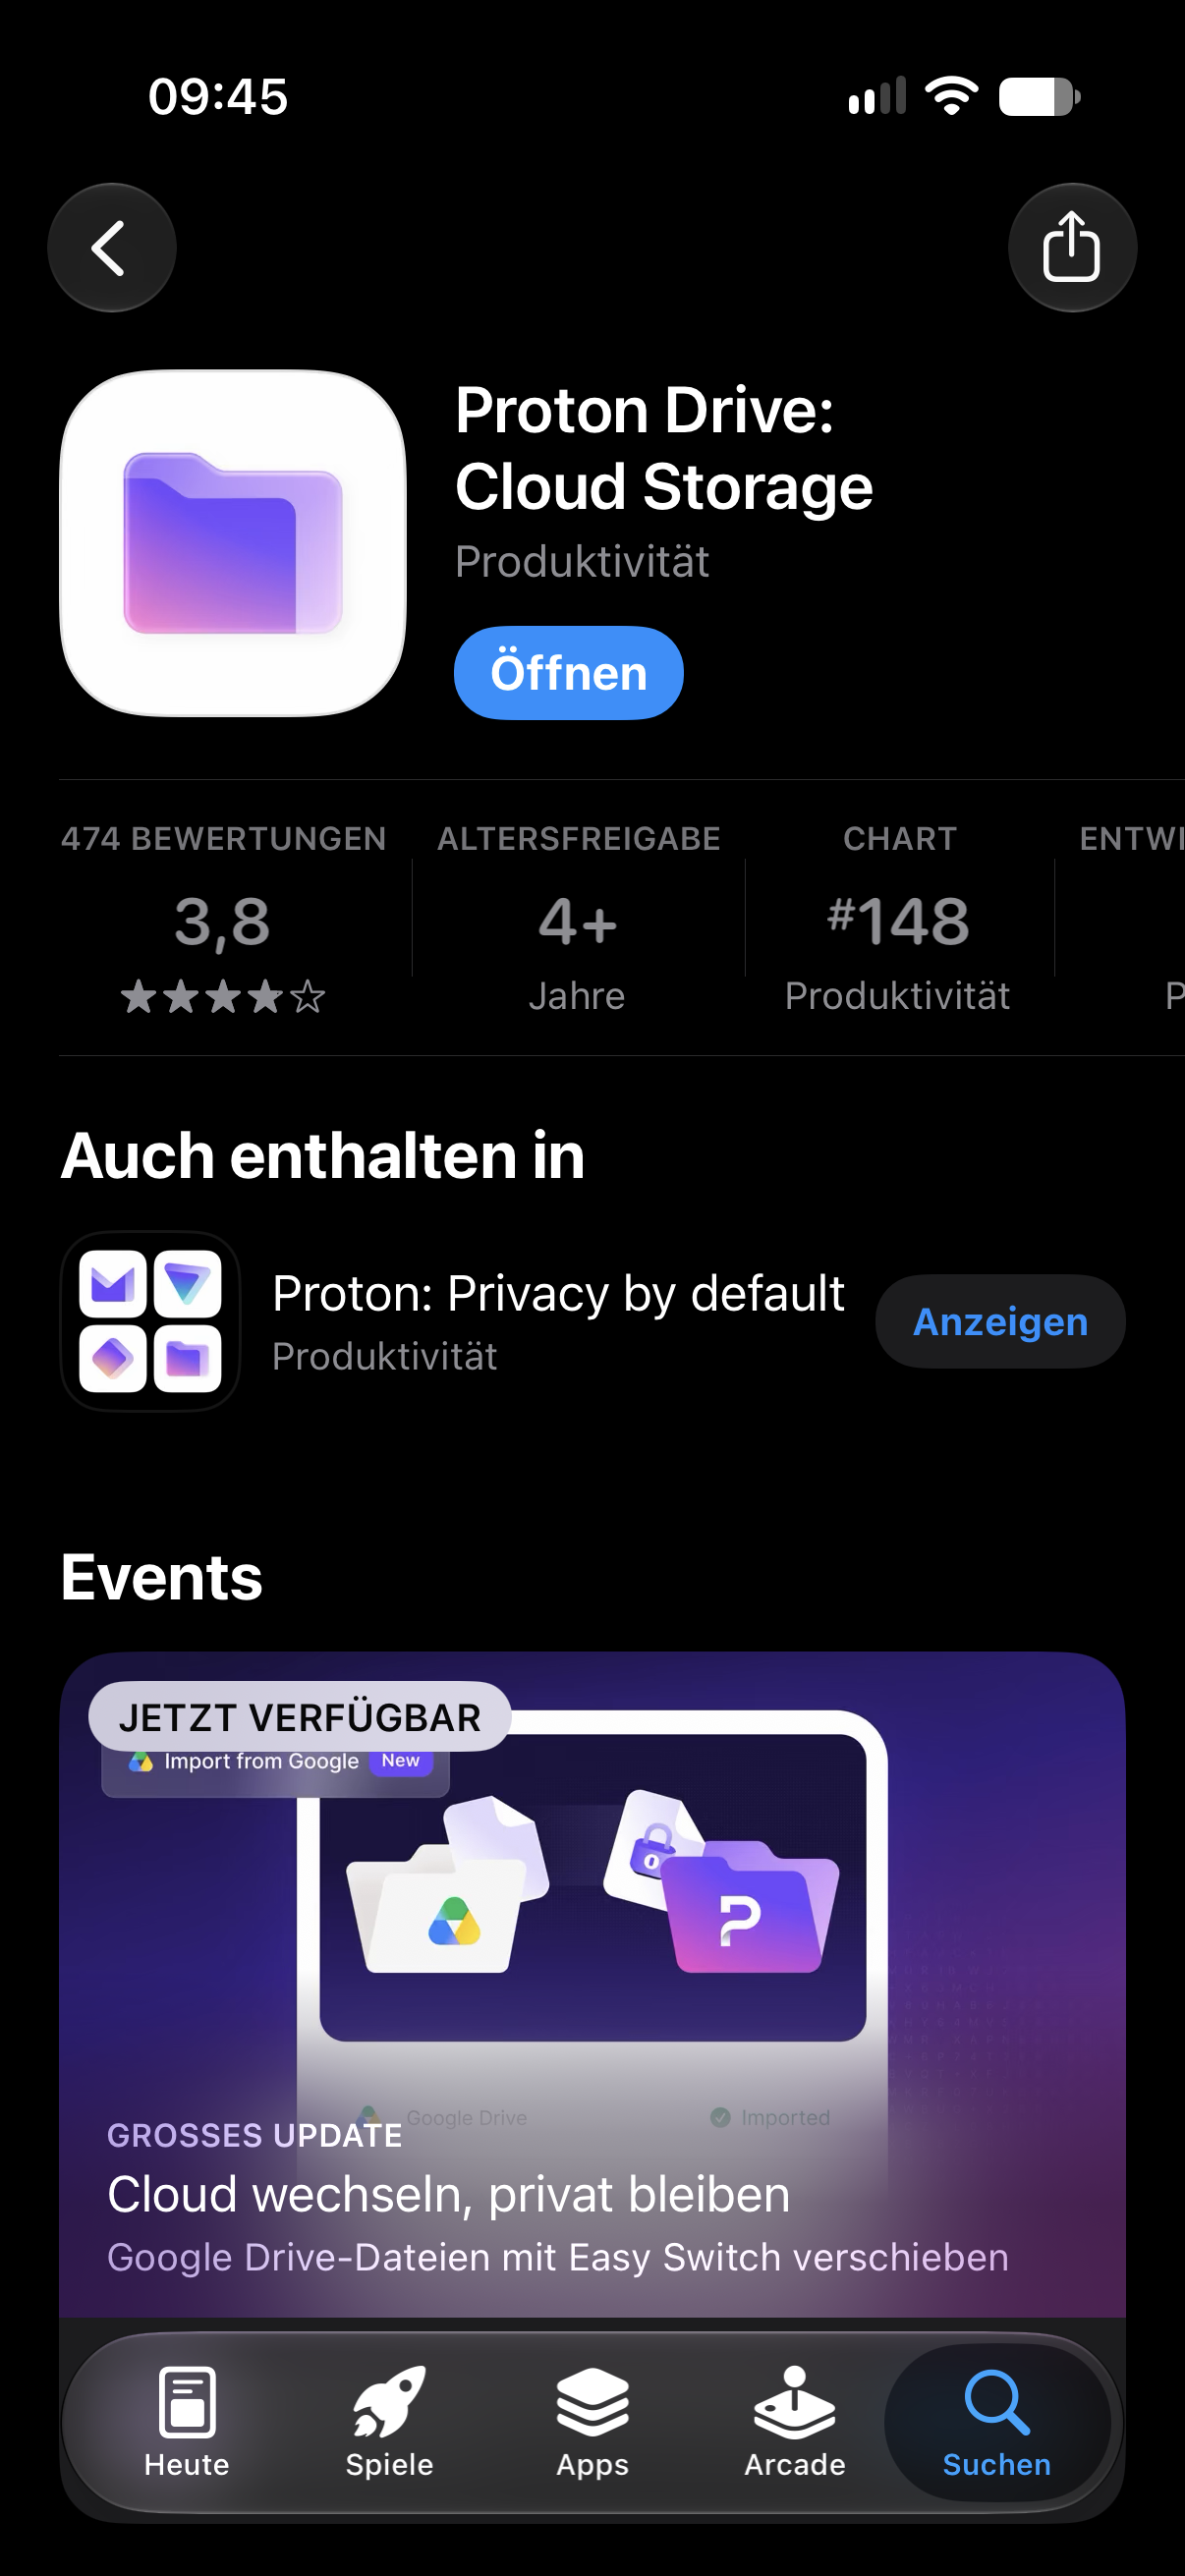 09:45
Proton Drive:
Cloud Storage
Produktivität
Öffnen
474 BEWERTUNGEN
3,8
ALTERSFREIGABE
4+
Jahre
CHART
#148
Produktivität
ENTWI
P
Auch enthalten in
Proton: Privacy by default
Produktivität
Anzeigen
Events
JETZT VERFÜGBAR
Import from Google New
Google Drive
Imported
GROSSES UPDATE
Cloud wechseln, privat bleiben
Google Drive-Dateien mit Easy Switch verschieben
Heute
Spiele
Apps
Arcade
Suchen